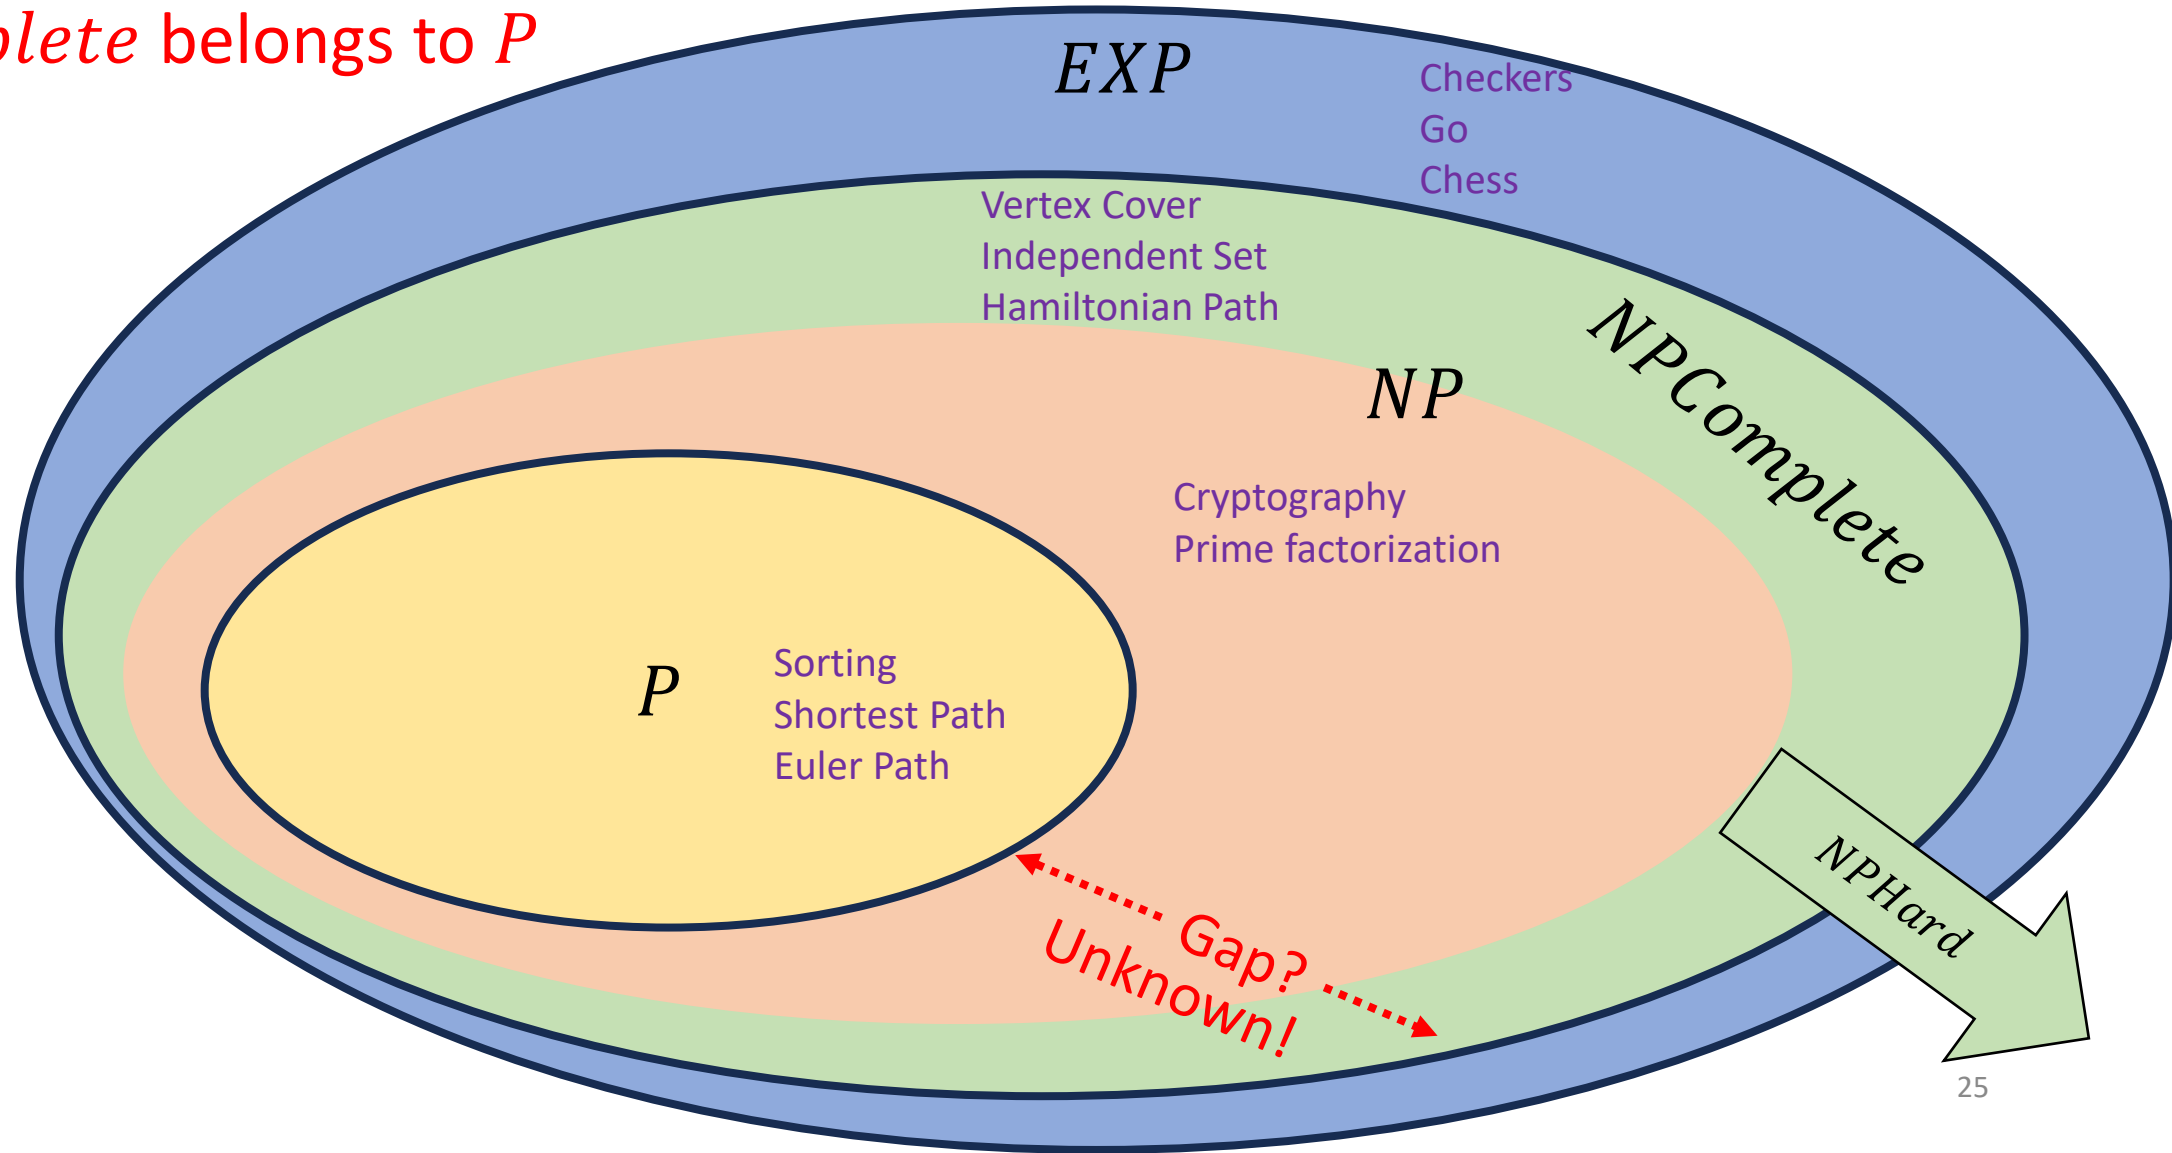 belongs to P
EXP
Checkers
Go
Chess
Vertex Cover
Independent Set
Hamiltonian Path
NPComplete
NP
Cryptography
Prime factorization
P
Sorting
Shortest Path
Euler Path
NPHard
Gap?
Unknown!
25